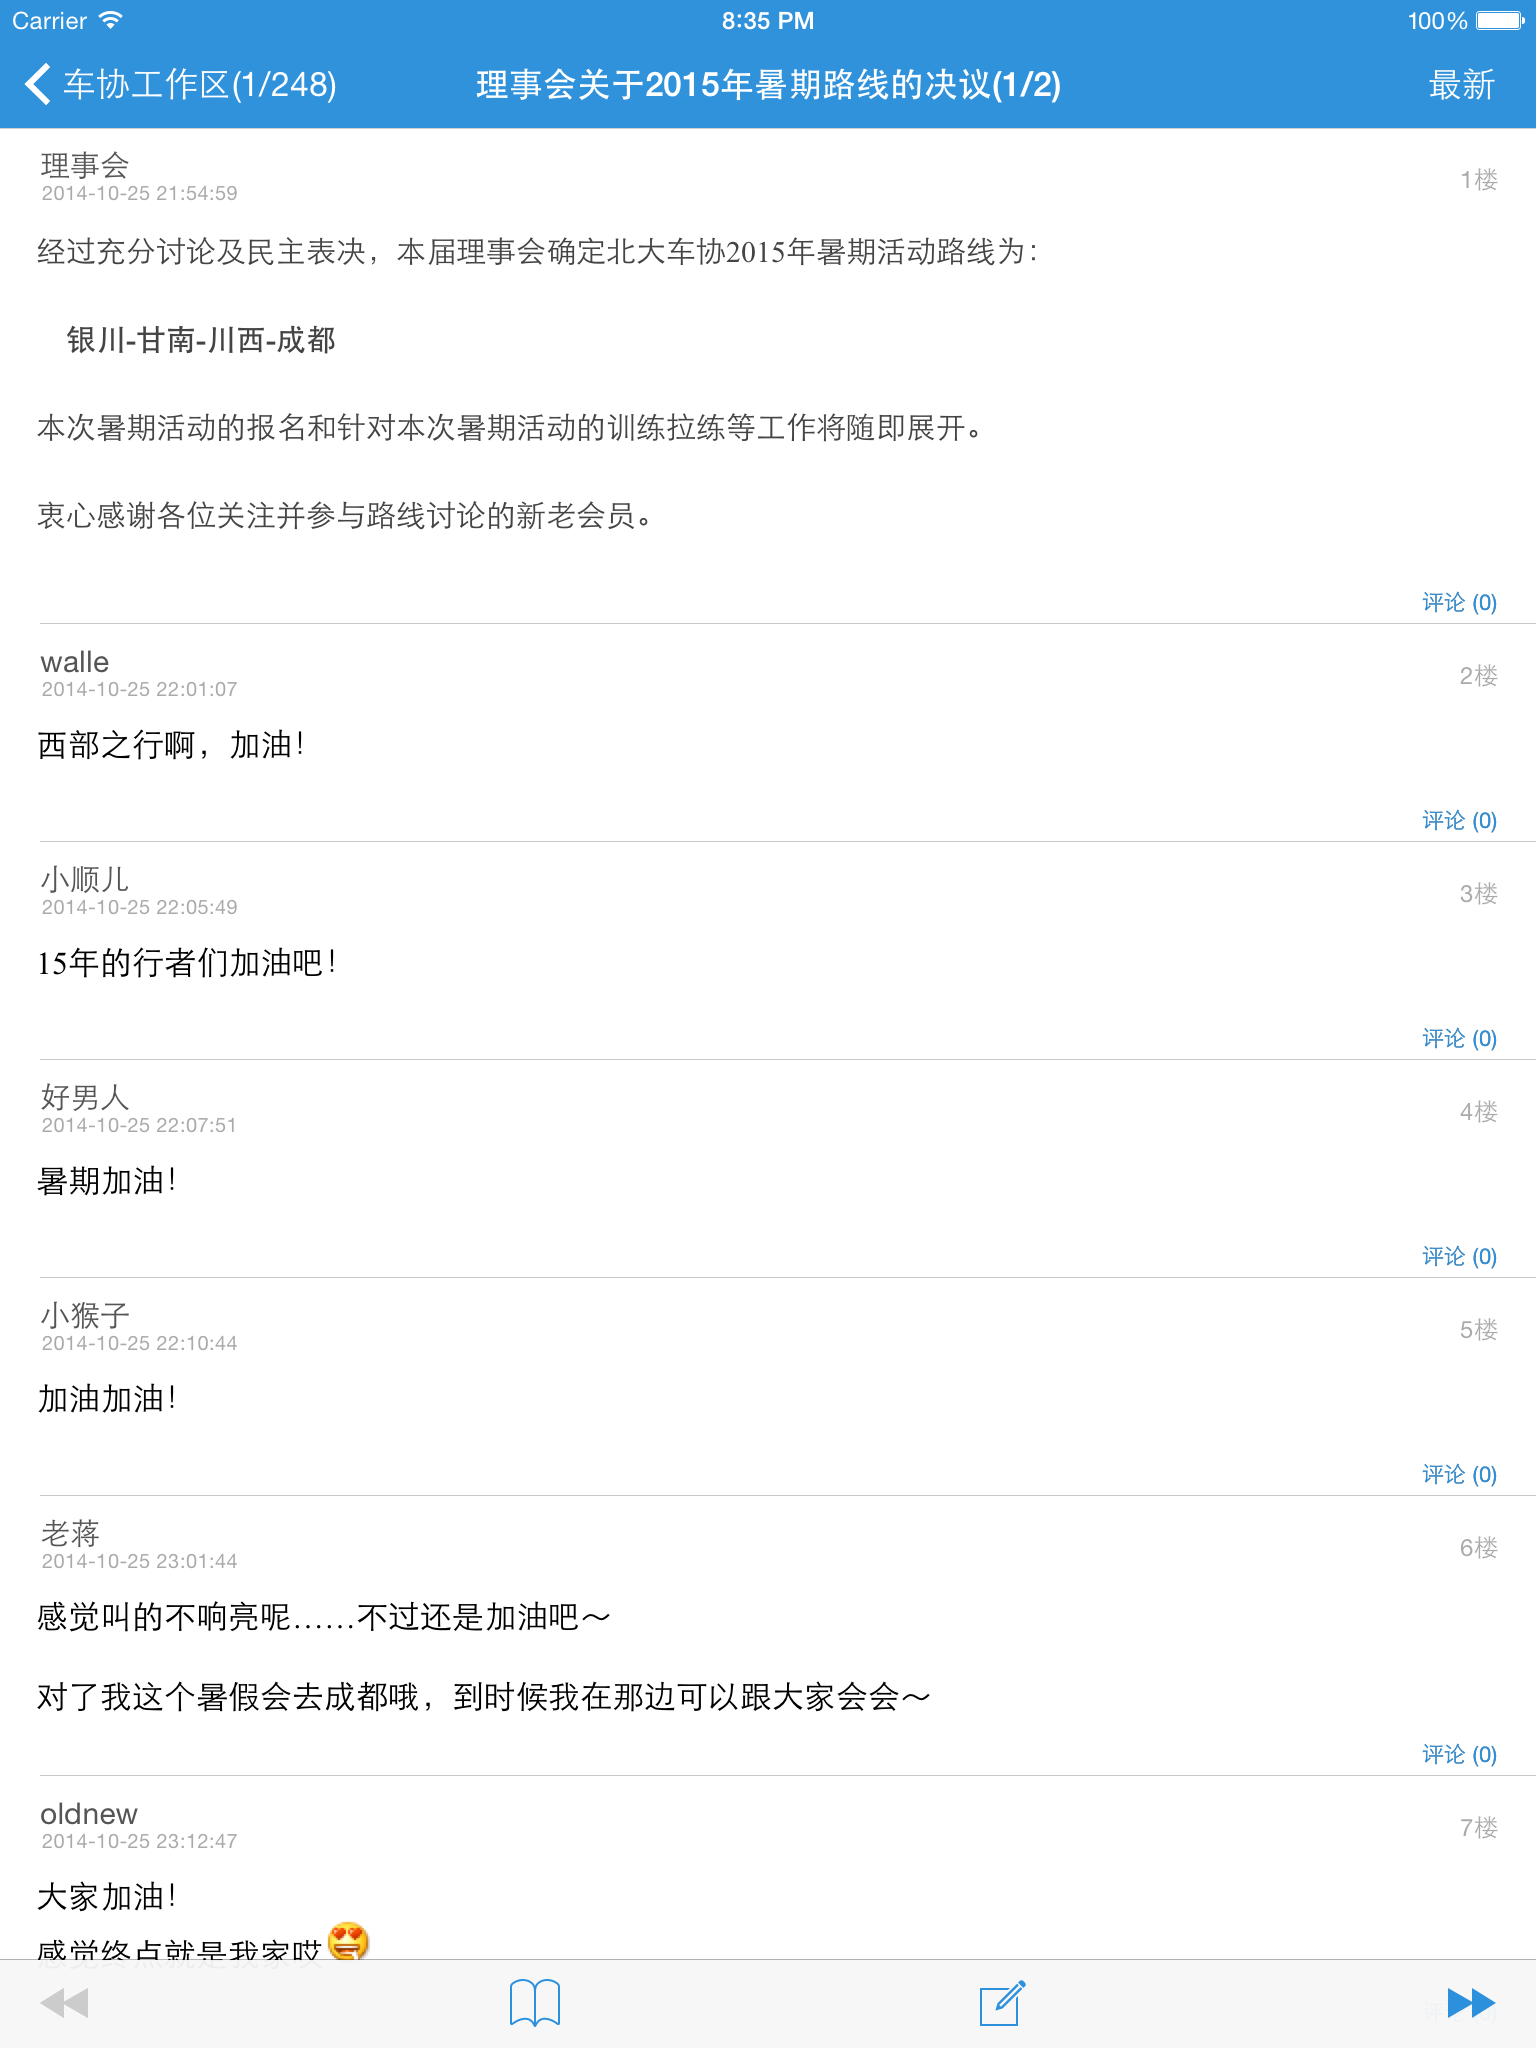 Carrier 8:35 PM 100%
车协工作区(1/248) 理事会关于2015年暑期路线的决议(1/2) 最新
理事会
2014-10-25 21:54:59
1楼
经过充分讨论及民主表决，本届理事会确定北大车协2015年暑期活动路线为：
银川-甘南-川西-成都
本次暑期活动的报名和针对本次暑期活动的训练拉练等工作将随即展开。
衷心感谢各位关注并参与路线讨论的新老会员。
评论 (0)
walle
2014-10-25 22:01:07
2楼
西部之行啊，加油！
评论 (0)
小顺儿
2014-10-25 22:05:49
3楼
15年的行者们加油吧！
评论 (0)
好男人
2014-10-25 22:07:51
4楼
暑期加油！
评论 (0)
小猴子
2014-10-25 22:10:44
5楼
加油加油！
评论 (0)
老蒋
2014-10-25 23:01:44
6楼
感觉叫的不响亮呢……不过还是加油吧～
对了我这个暑假会去成都哦，到时候我在那边可以跟大家会会～
评论 (0)
oldnew
2014-10-25 23:12:47
7楼
大家加油！
感觉终点就是我家哎